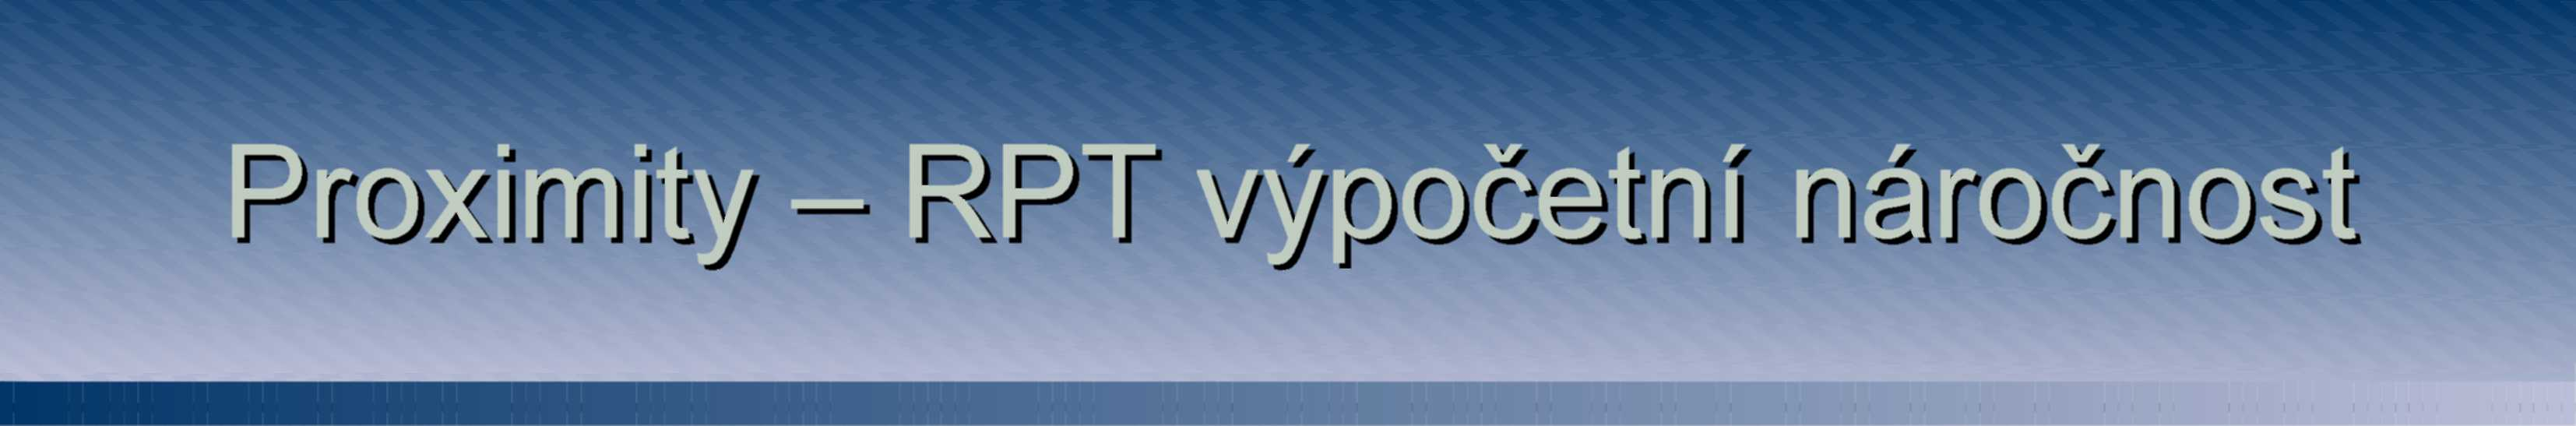 Proximity – RPT výpočetní náročnost